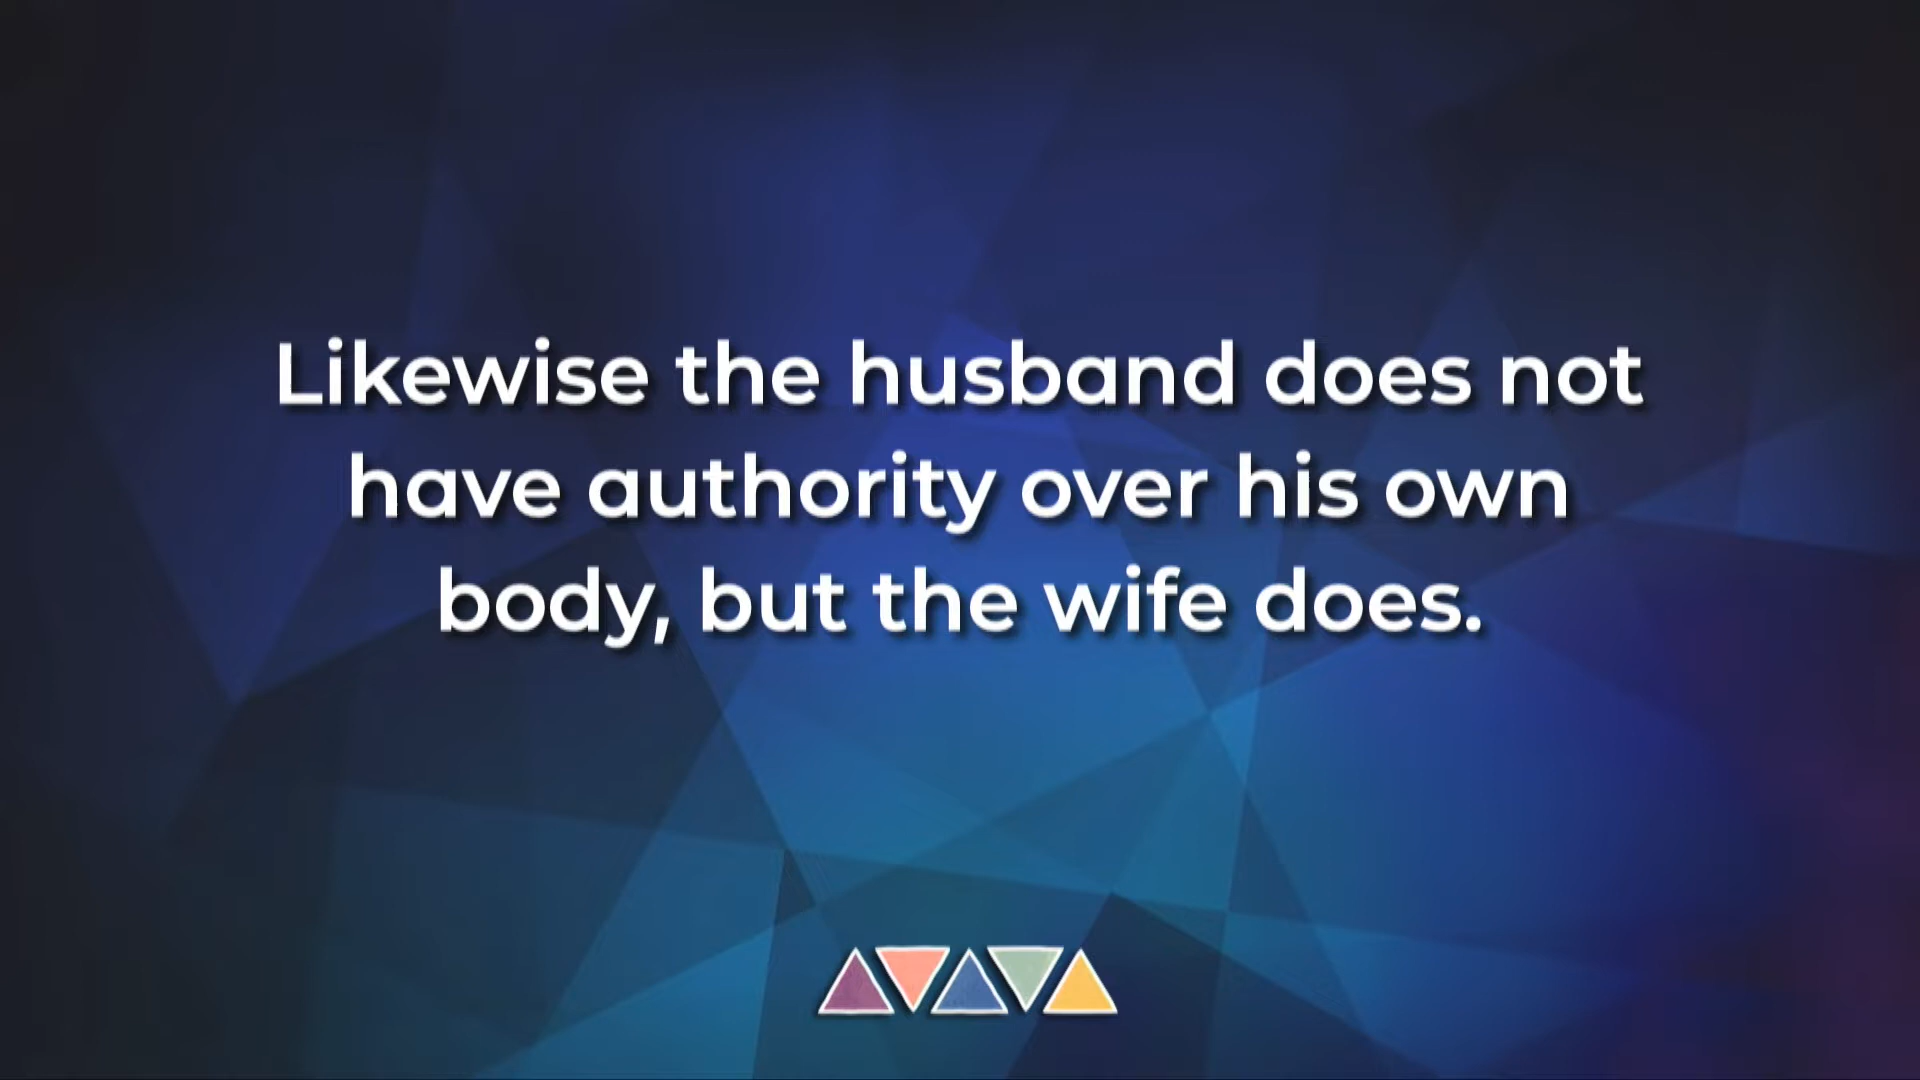 Likewise the husband does not
have authority over his own
body, but the wife does.